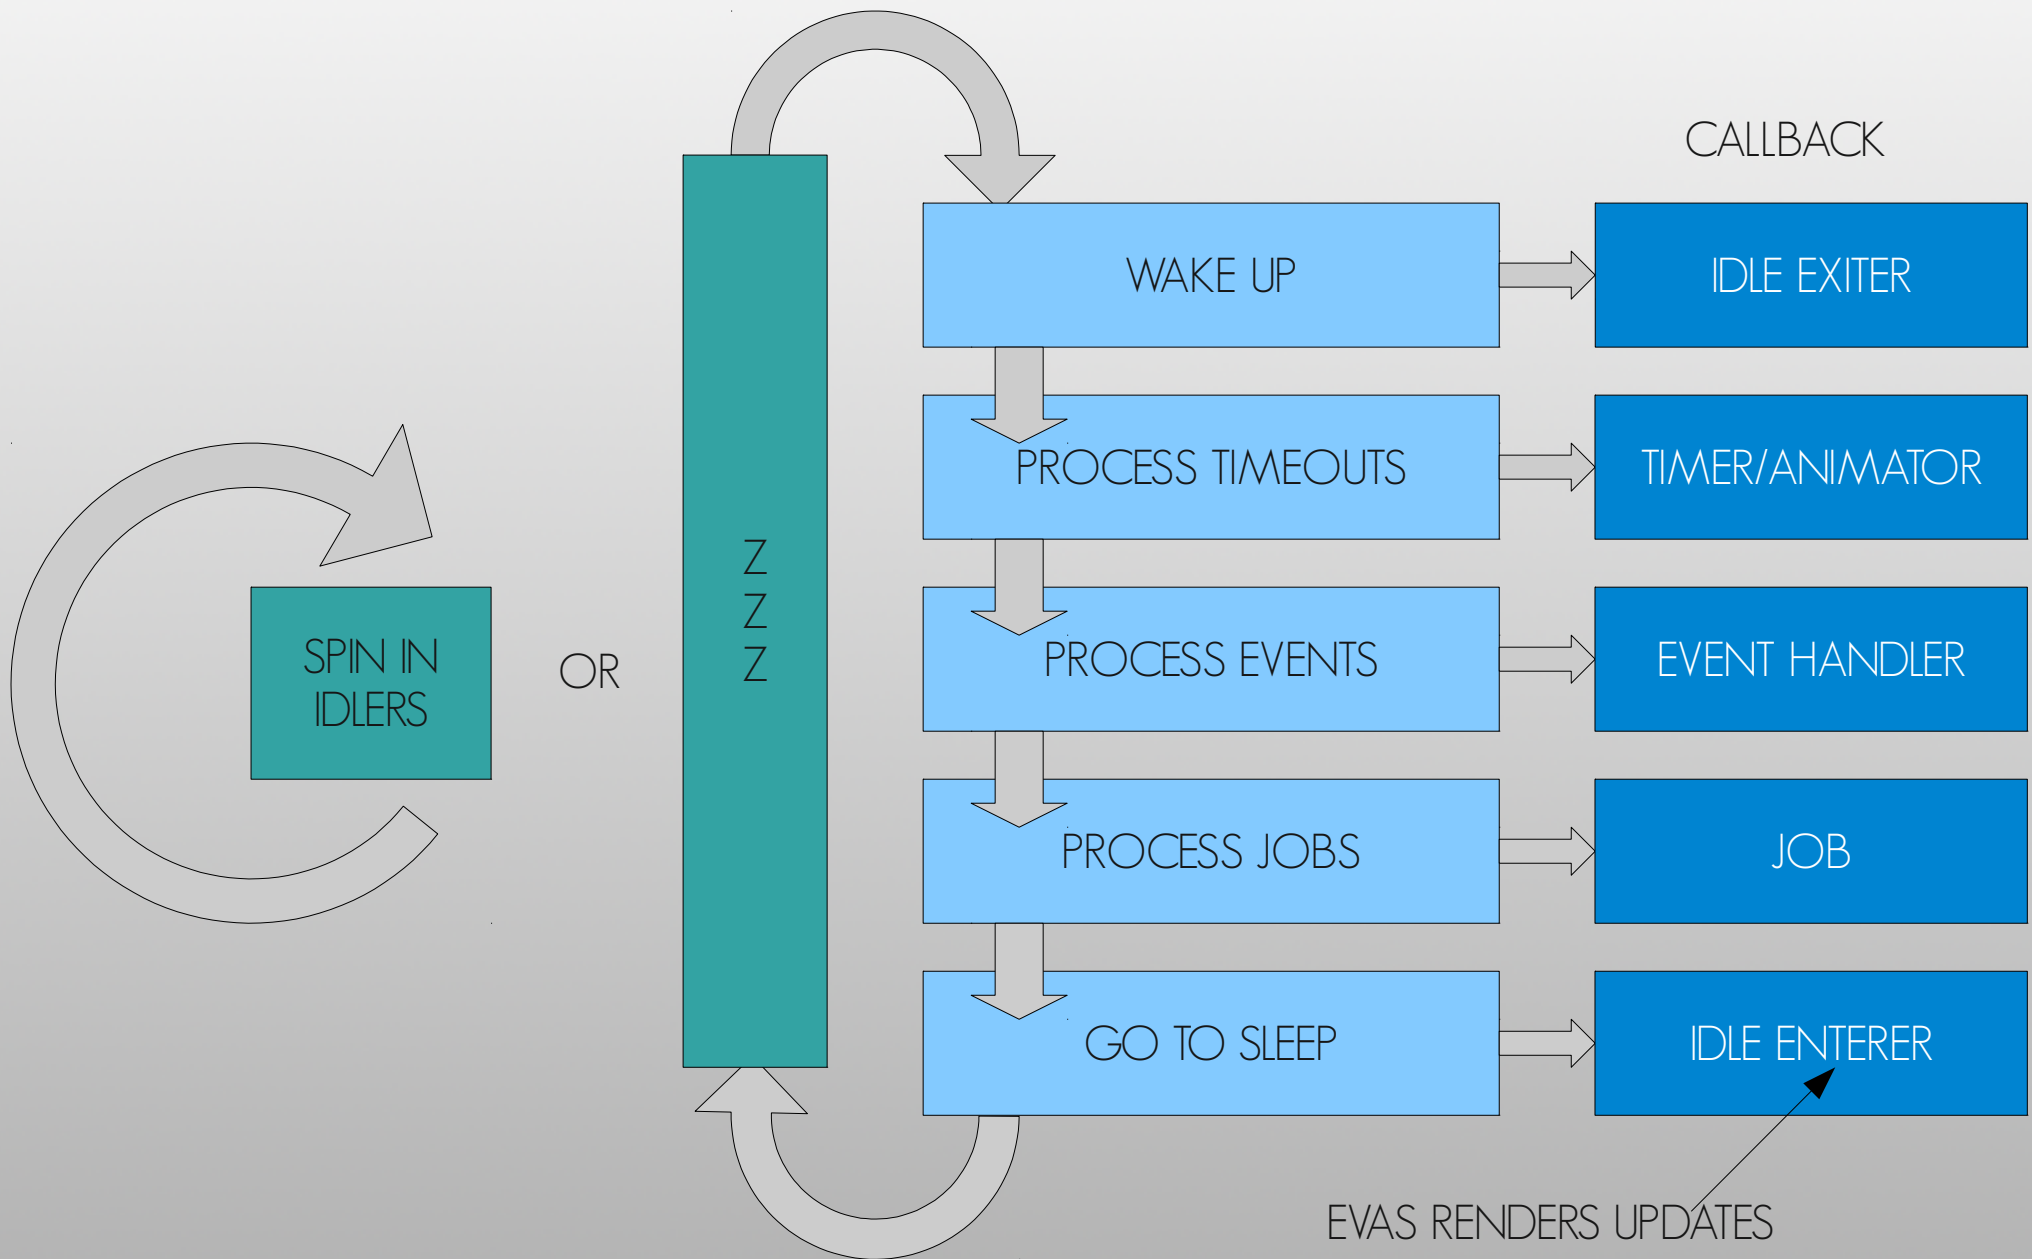 CALLBACK
WAKE UP
IDLE EXITER
PROCESS TIMEOUTS
TIMER/ANIMATOR
SPIN IN
IDLERS
OR
Z
Z
Z
PROCESS EVENTS
EVENT HANDLER
PROCESS JOBS
JOB
GO TO SLEEP
IDLE ENTERER
EVAS RENDERS UPDATES